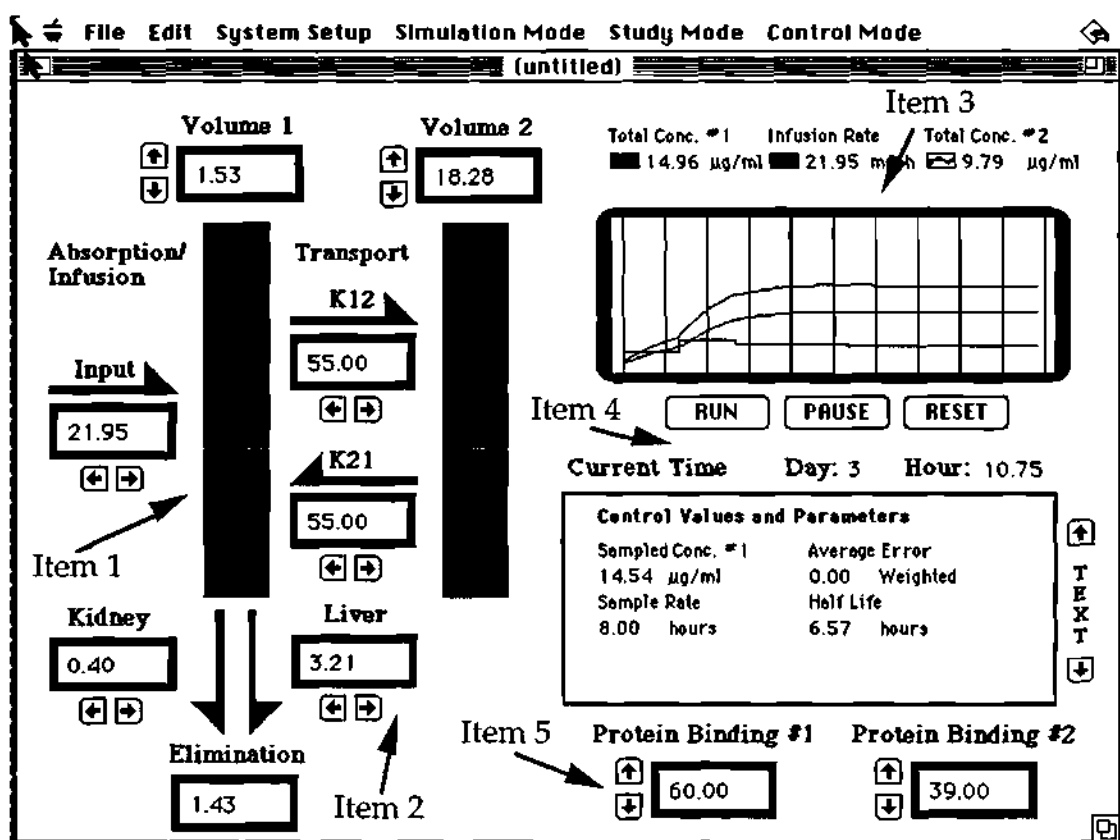 File Edit System Setup Simulation Mode Study Mode Control Mode
(untitled)
Item 3
Volume 1
1.53
Volume 2
18.28
Total Conc. #1 Infusion Rate Total Conc. #2
14.96 µg/ml 21.95 h 9.79 µg/ml
Absorption/
Infusion
Transport
K12
55.00
Input
21.95
K21
55.00
Item 1
Item 4
RUN PAUSE RESET
Current Time Day: 3 Hour: 10.75
Control Values and Parameters
Sampled Conc. #1 Average Error
14.54 µg/ml 0.00 Weighted
Sample Rate Half Life
8.00 hours 6.57 hours
TEXT
Kidney
0.40
Liver
3.21
Elimination
1.43
Item 2
Item 5
Protein Binding #1 Protein Binding #2
60.00 39.00